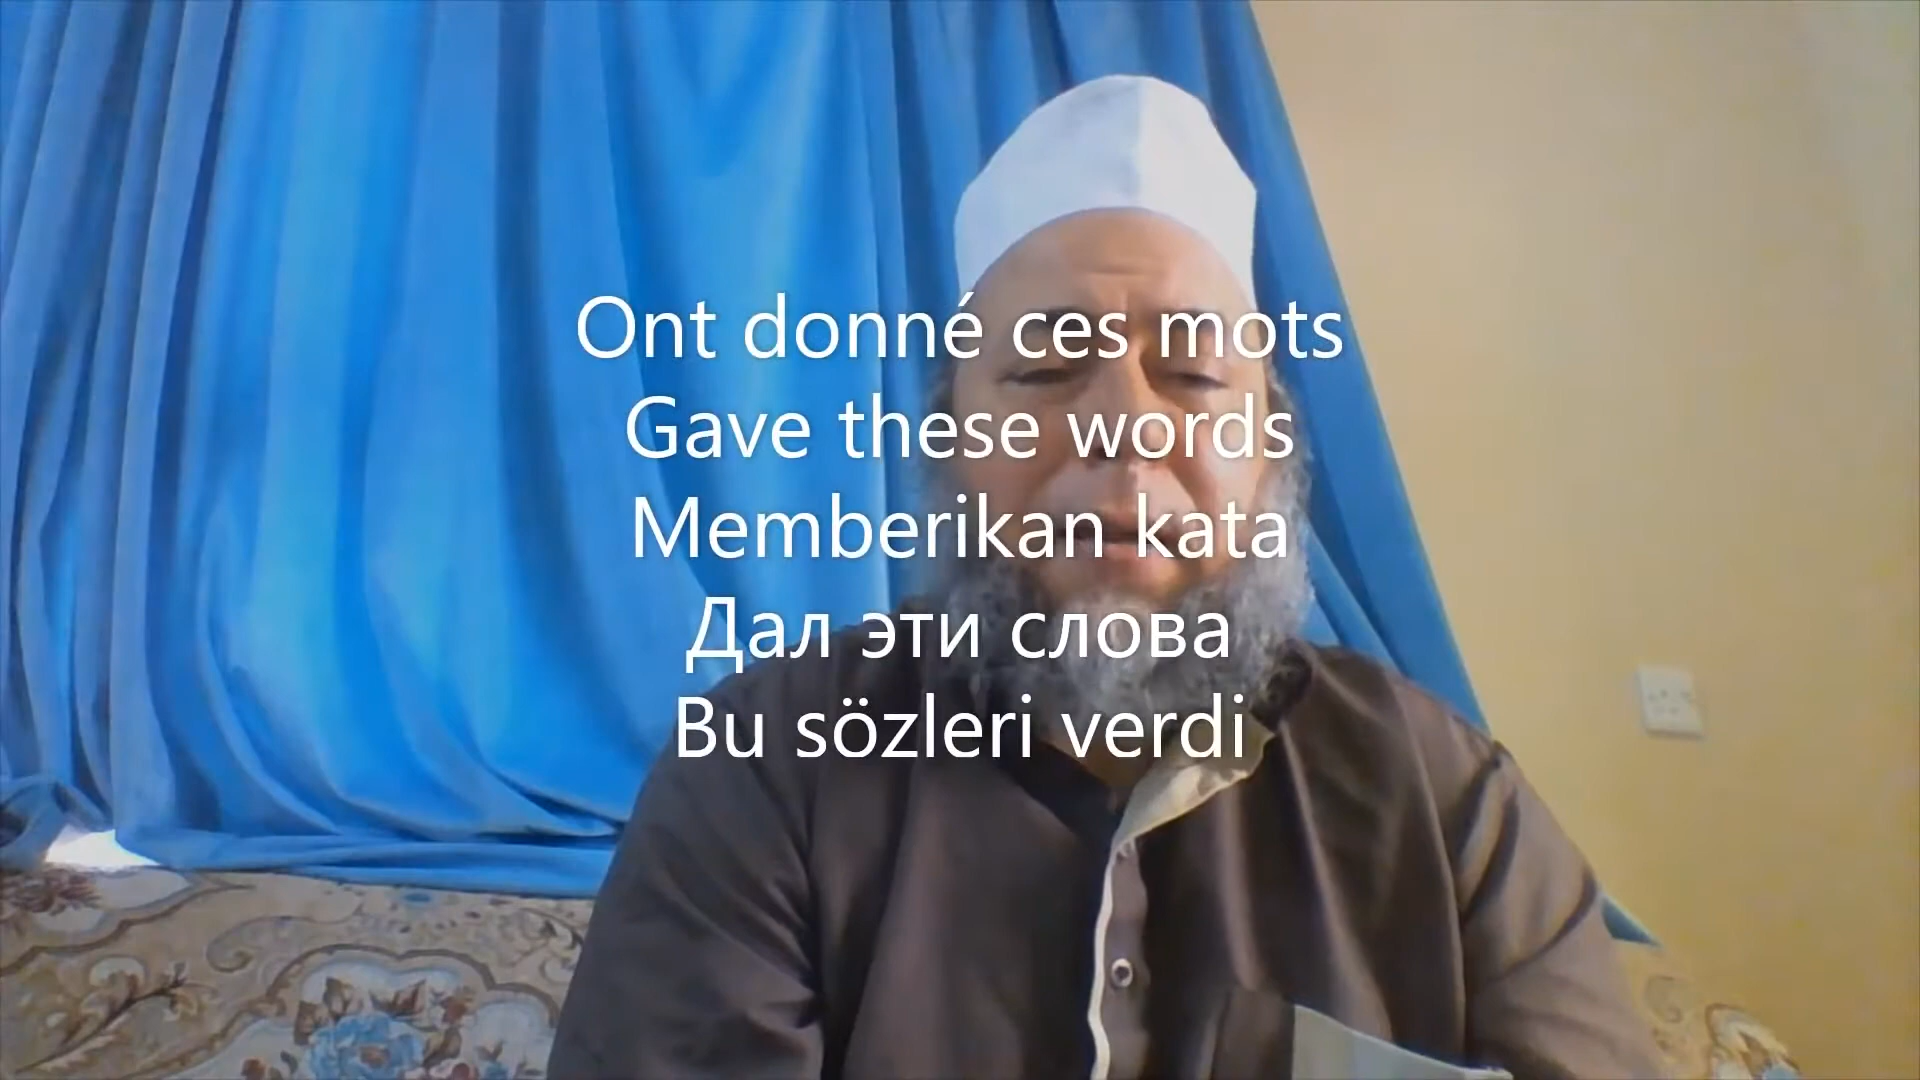 Ont donné ces mots
Gave these words
Memberikan kata
Дал эти слова
Bu sözleri verdi